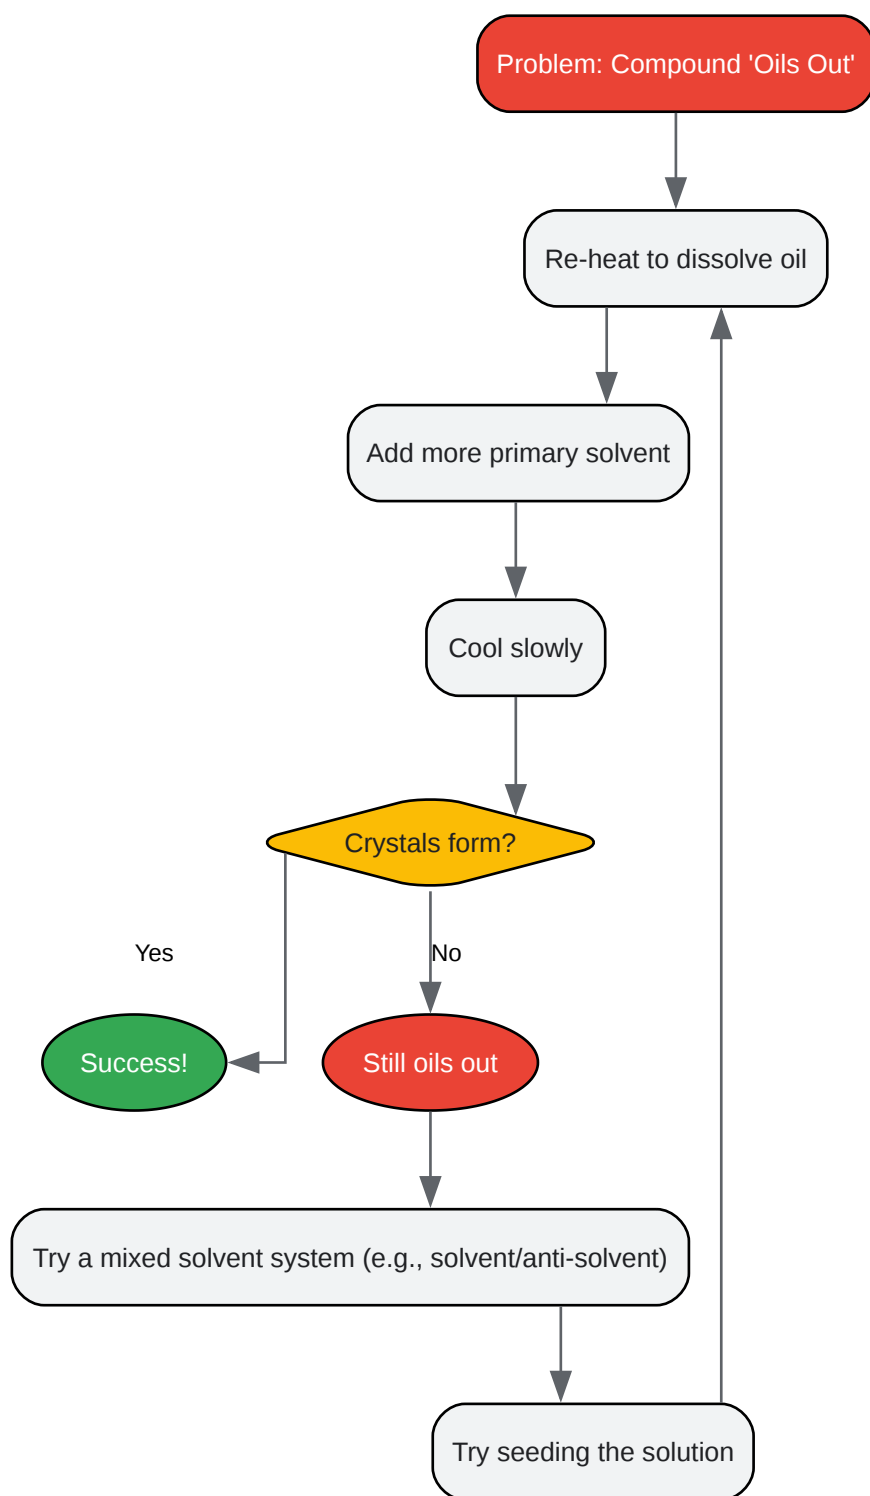 Problem: Compound 'Oils Out'
Re-heat to dissolve oil
Add more primary solvent
Cool slowly
Crystals form?
Yes
No
Success!
Still oils out
Try a mixed solvent system (e.g., solvent/anti-solvent)
Try seeding the solution